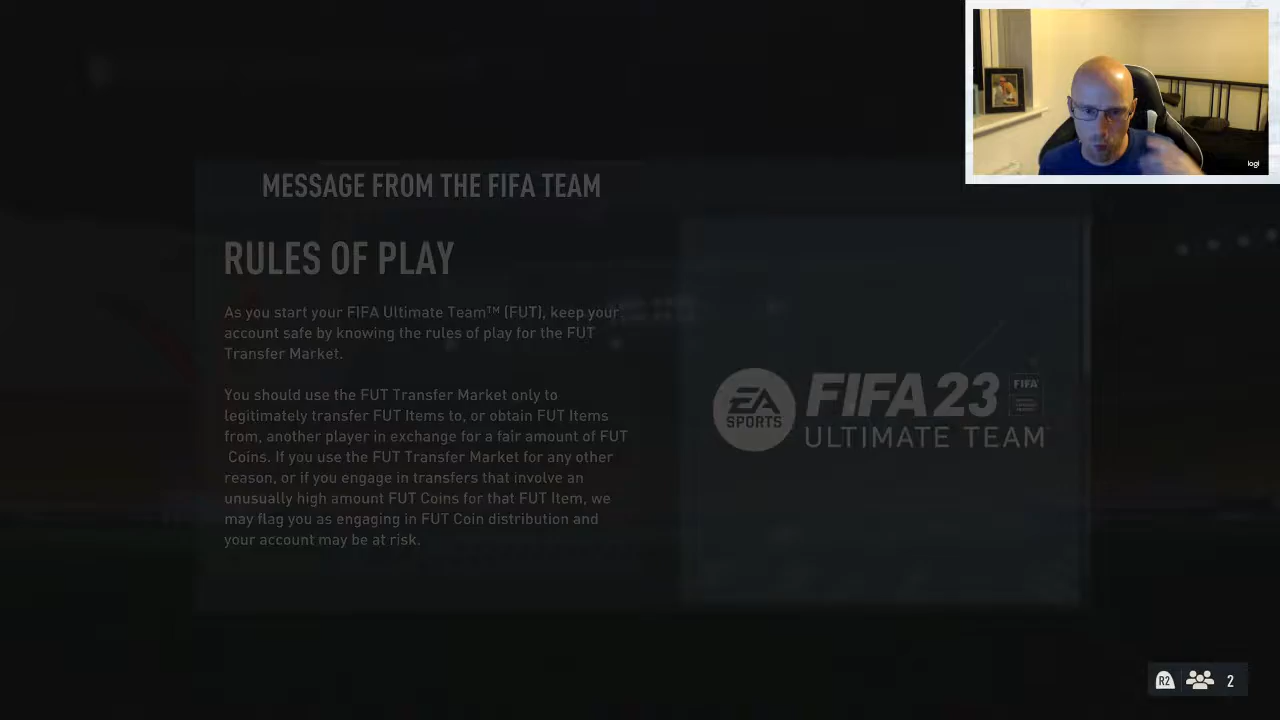 MESSAGE FROM THE FIFA TEAM
RULES OF PLAY
As you start your FIFA Ultimate Team™ (FUT), keep your
account safe by knowing the rules of play for the FUT
Transfer Market.
You should use the FUT Transfer Market only to
legitimately transfer FUT Items to, or obtain FUT Items
from, another player in exchange for a fair amount of FUT
Coins. If you use the FUT Transfer Market for any other
reason, or if you engage in transfers that involve an
unusually high amount FUT Coins for that FUT Item, we
may flag you as engaging in FUT Coin distribution and
your account may be at risk.
EA SPORTS
FIFA 23
FIFA
ULTIMATE TEAM
logi
R2
2